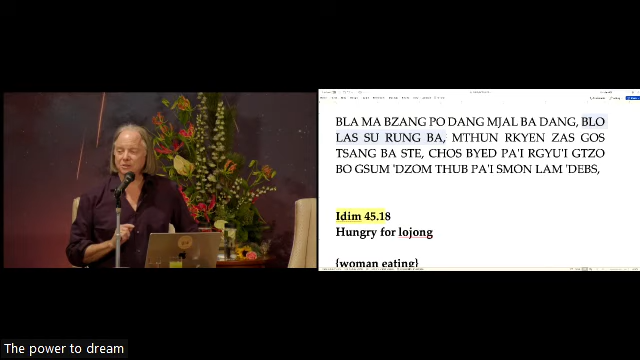 BLA MA BZANG PO DANG MJAL BA DANG, BLO
LAS SU RUNG BA, MTHUN RKYEN ZAS GOS
TSANG BA STE, CHOS BYED PA'I RGYU'I GTZO
BO GSUM 'DZOM THUB PA'I SMON LAM 'DEBS,
Idim 45.18
Hungry for lojong
{woman eating}
The power to dream